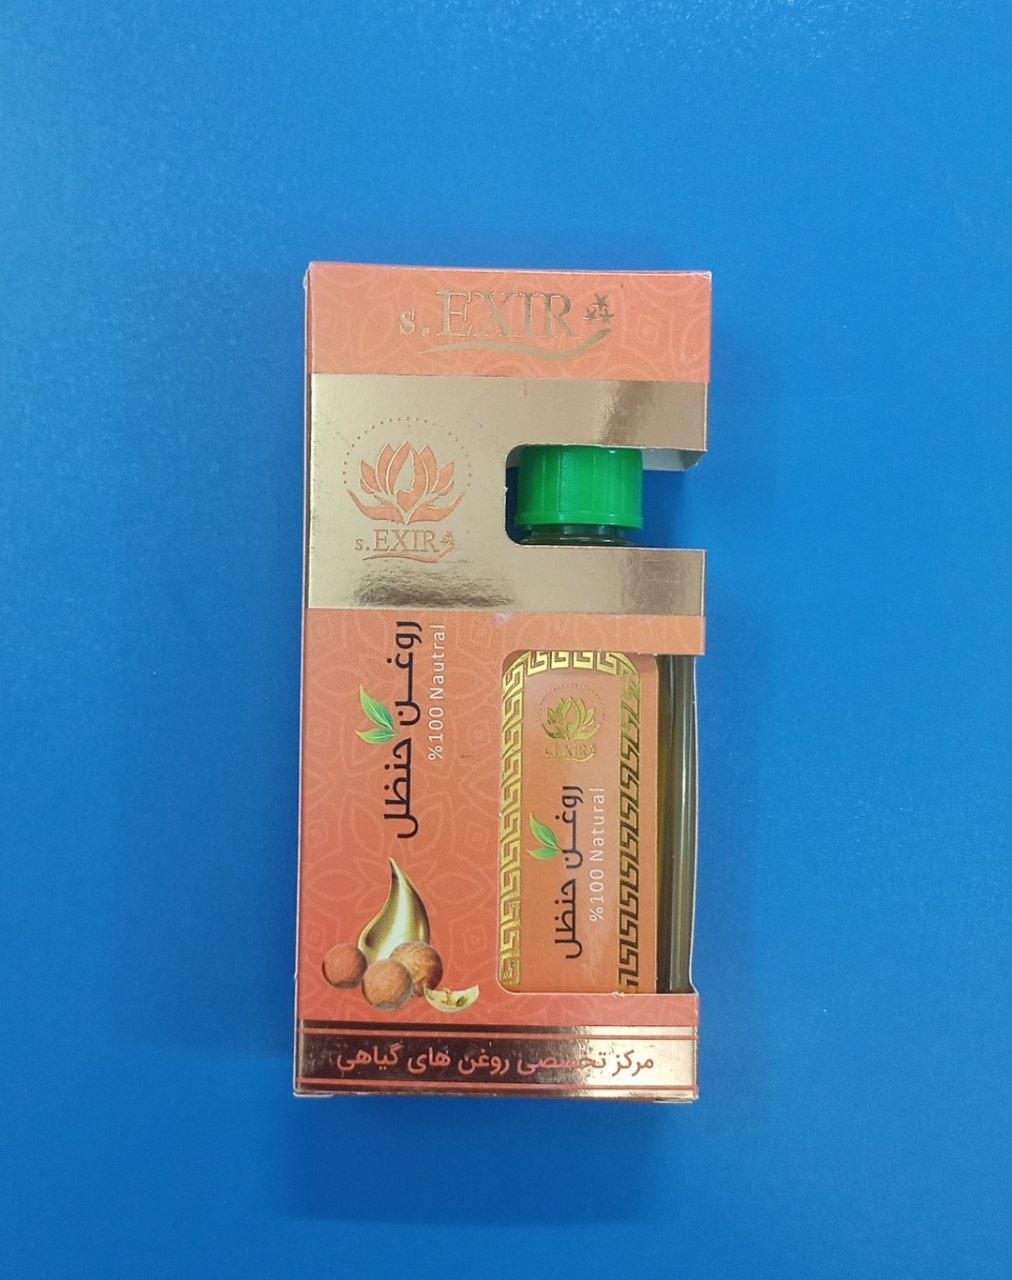 s.EXIR
s.EXIR
روغن حنظل
%100 Nautral
s.EXIR
روغن حنظل
%100 Natural
مرکز تخصصی روغن های گیاهی